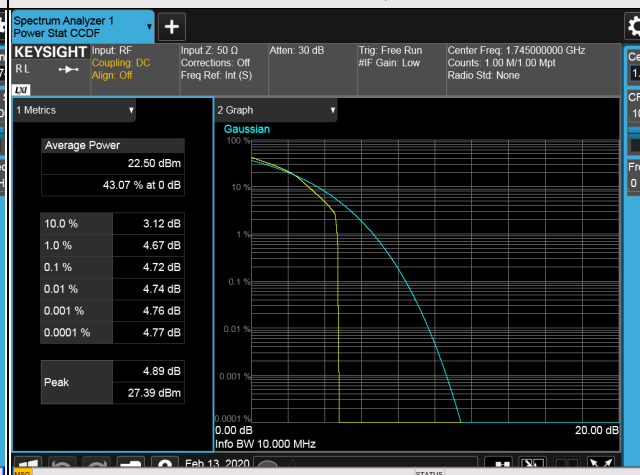 Spectrum Analyzer 1
Power Stat CCDF
KEYSIGHT
R L
LXI
Input: RF
Coupling: DC
Align: Off
Input Z: 50 Ω
Corrections: Off
Freq Ref: Int (S)
Atten: 30 dB
Trig: Free Run
#IF Gain: Low
Center Freq: 1.745000000 GHz
Counts: 1.00 M/1.00 Mpt
Radio Std: None
1 Metrics
Average Power
22.50 dBm
43.07 % at 0 dB
10.0 % 3.12 dB
1.0 % 4.67 dB
0.1 % 4.72 dB
0.01 % 4.74 dB
0.001 % 4.76 dB
0.0001 % 4.77 dB
Peak
4.89 dB
27.39 dBm
2 Graph
Gaussian
100 %
10 %
1 %
0.1 %
0.01 %
0.001 %
0.0001 %
0.00 dB
20.00 dB
Info BW 10.000 MHz
Feb 13, 2020
MSG
STATUS